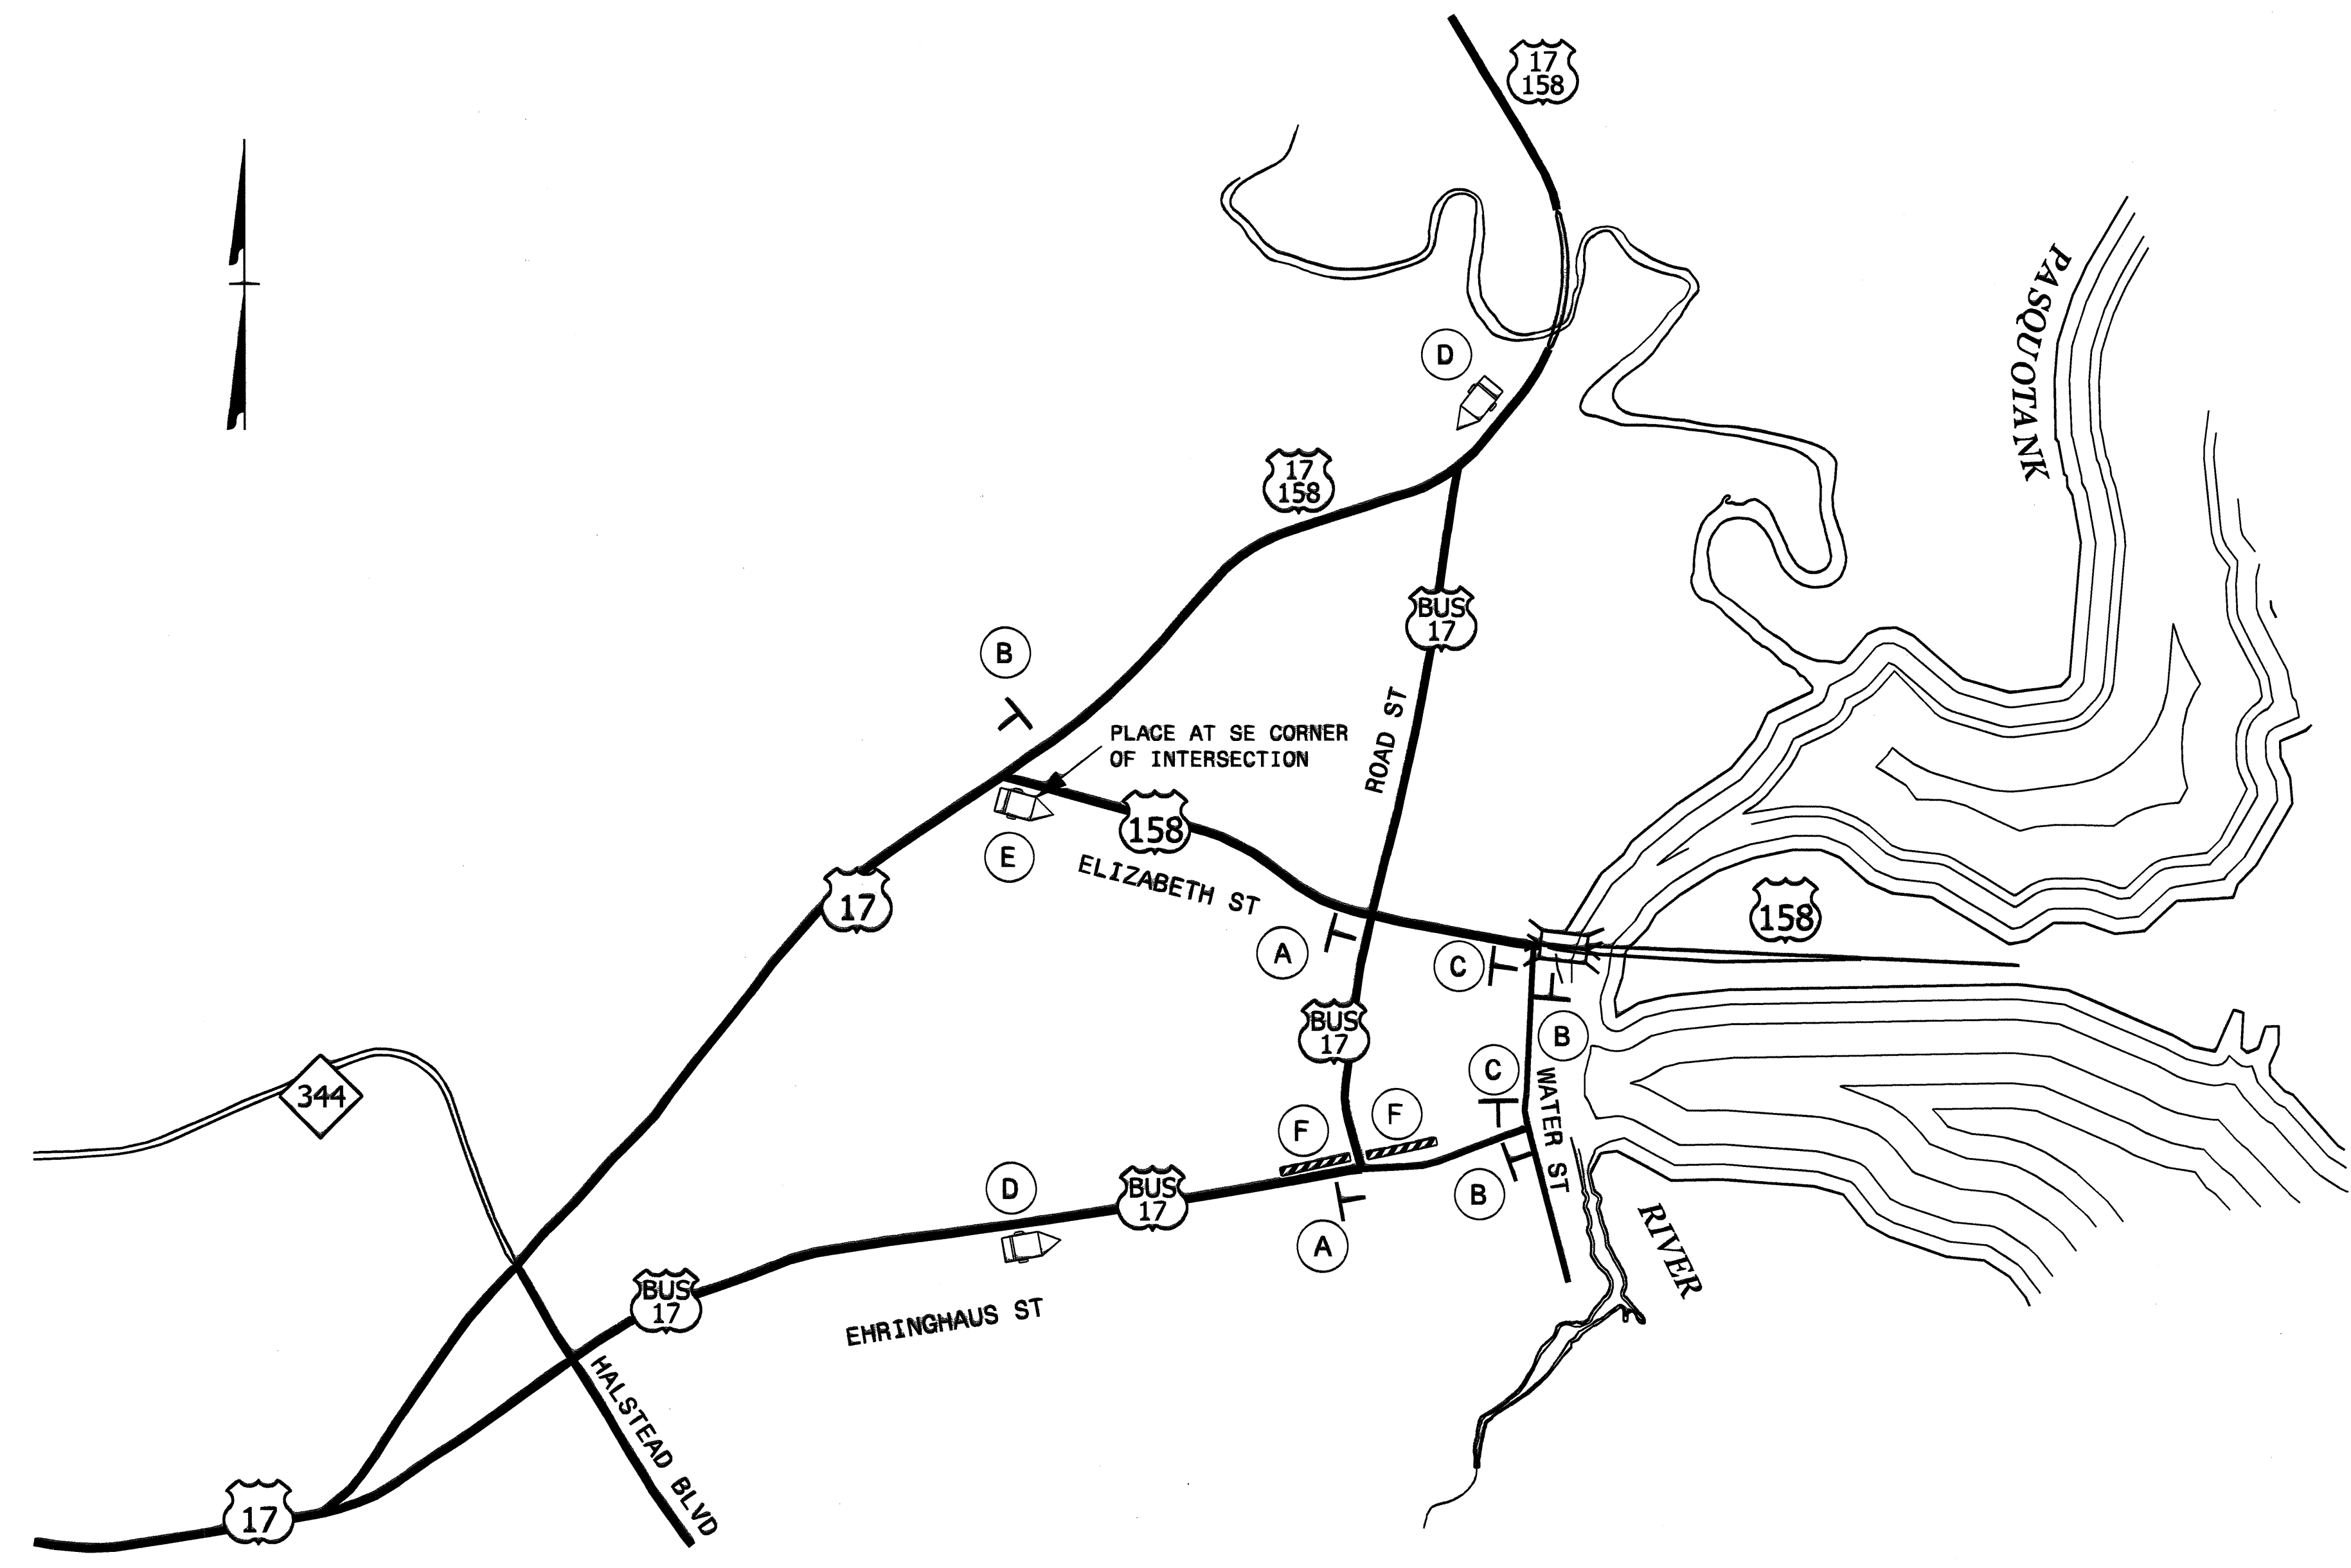 17
158
PASQUOTANK
D
17
158
BUS
17
B
PLACE AT SE CORNER
OF INTERSECTION
ROAD ST
158
E
ELIZABETH ST
17
158
A
C
BUS
17
B
344
C
WATER ST
F
F
D
BUS
17
B
A
RIVER
BUS
17
EHRINGHAUS ST
HALSTEAD BLVD
17